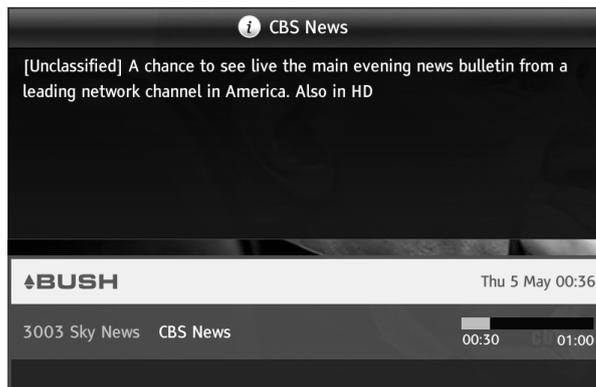 i CBS News
[Unclassified] A chance to see live the main evening news bulletin from a
leading network channel in America. Also in HD
BUSH
Thu 5 May 00:36
3003 Sky News CBS News
00:30 01:00